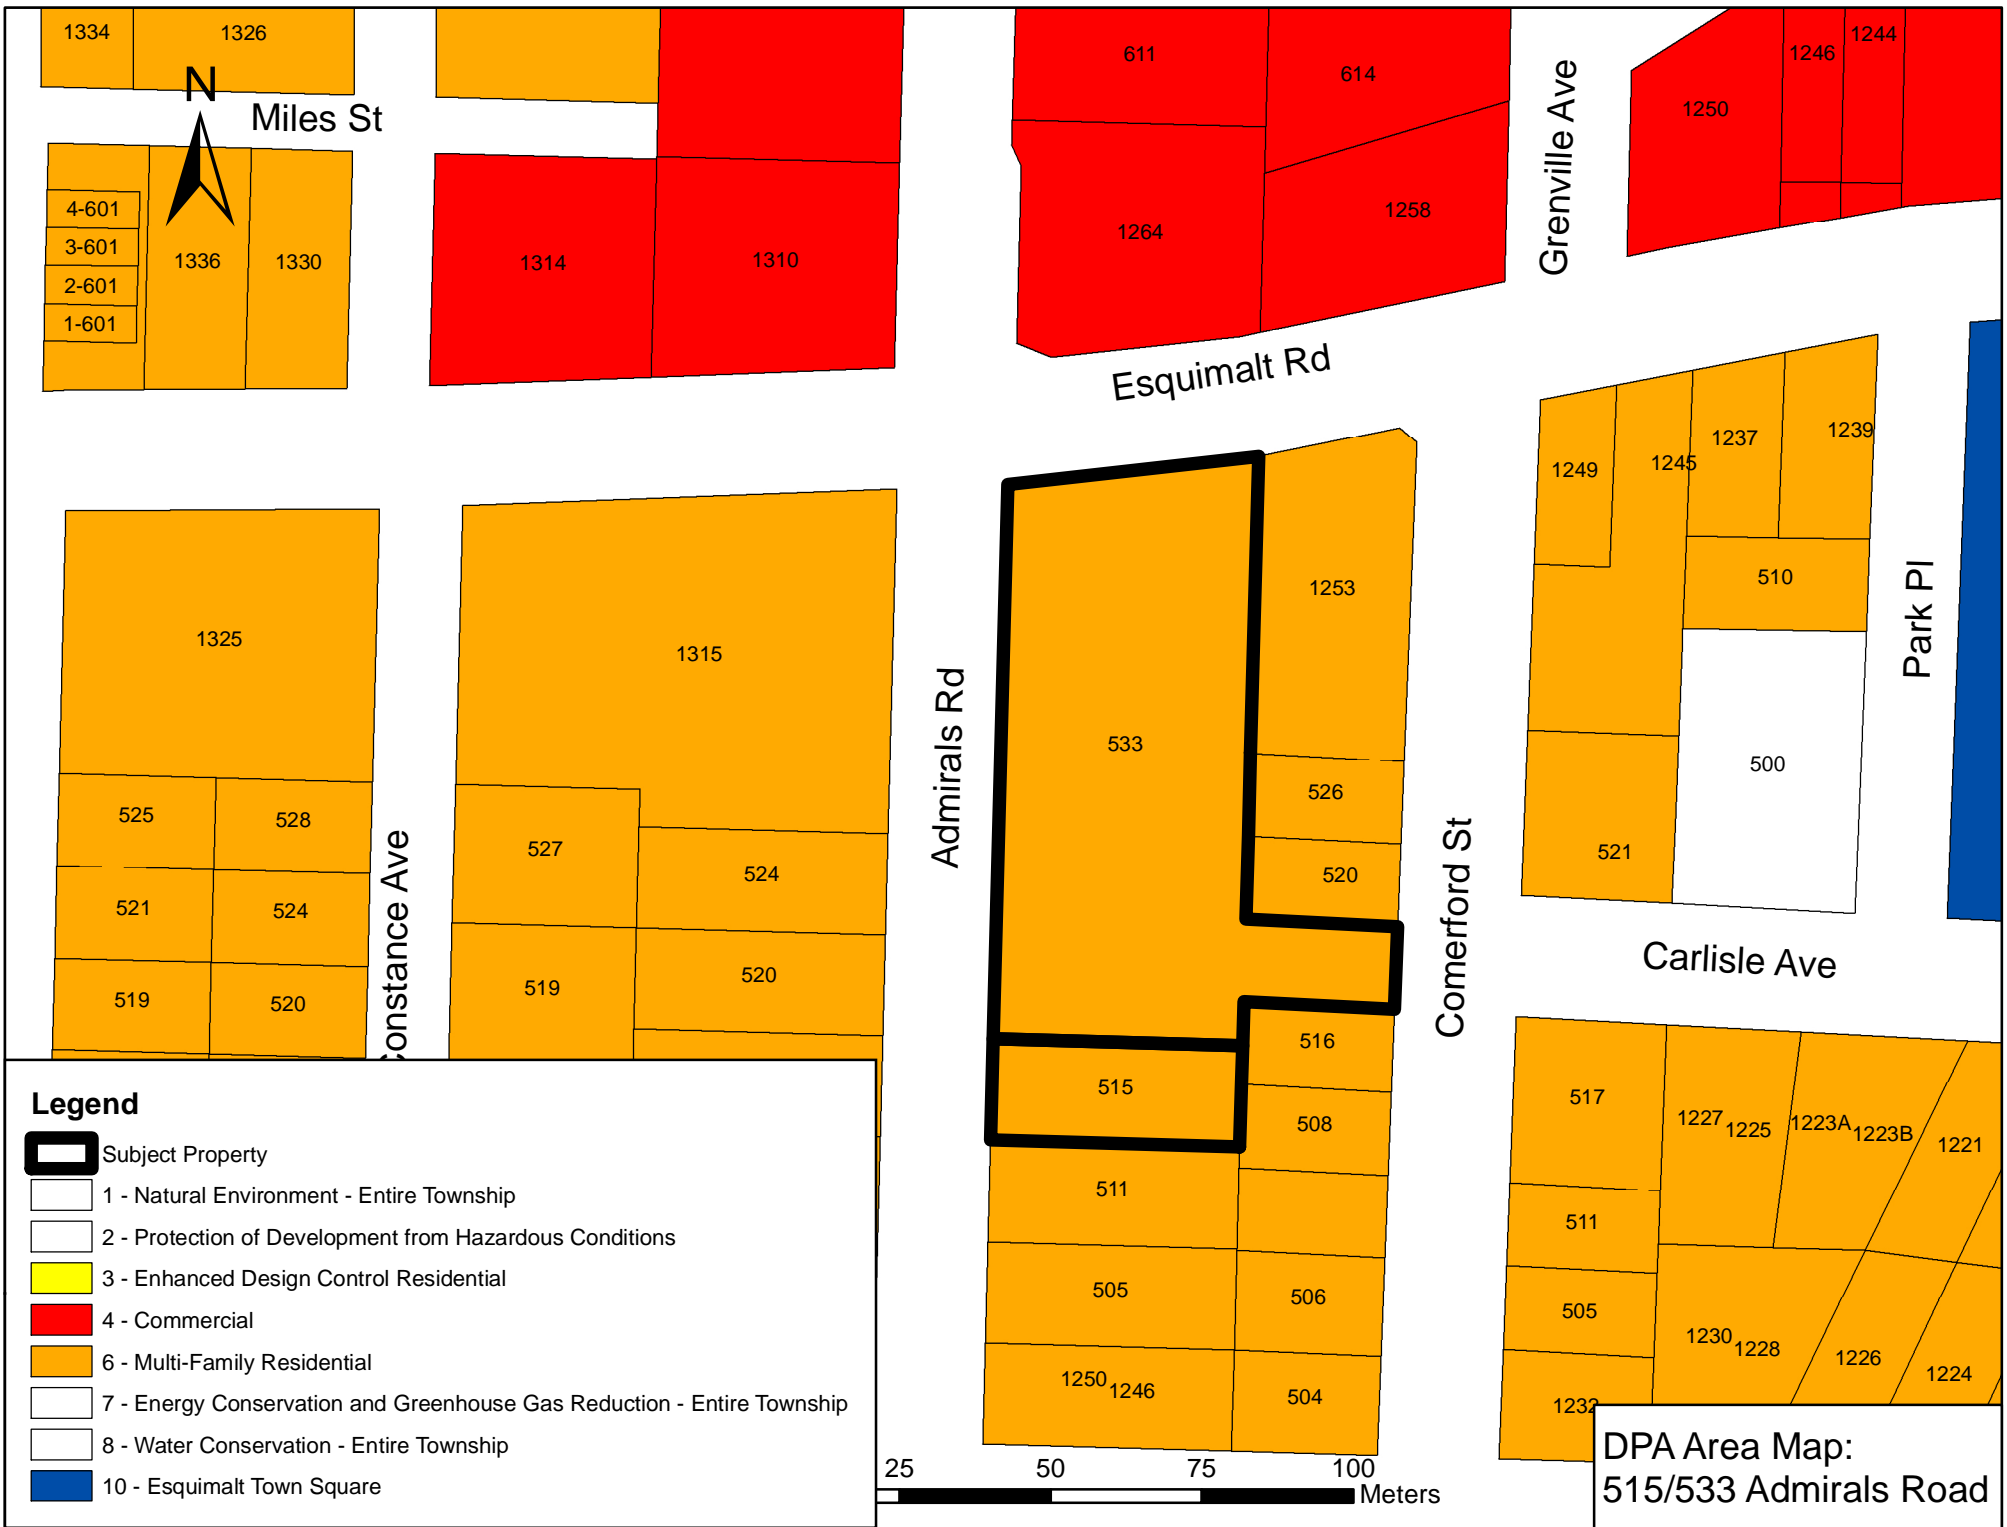 1334
1326
611
614
1246
1244
1250
N
Miles St
Grenville Ave
4-601
3-601
2-601
1-601
1336
1330
1314
1310
1264
1258
Esquimalt Rd
1249
1245
1237
1239
510
500
521
Park Pl
1325
1315
Admirals Rd
533
1253
526
520
Comerford St
Carlisle Ave
525
528
521
524
519
520
Constance Ave
527
524
519
520
515
516
508
511
505
506
1250
1246
504
517
511
505
1232
1227
1225
1223A
1223B
1221
1230
1228
1226
1224
Legend
Subject Property
1 - Natural Environment - Entire Township
2 - Protection of Development from Hazardous Conditions
3 - Enhanced Design Control Residential
4 - Commercial
6 - Multi-Family Residential
7 - Energy Conservation and Greenhouse Gas Reduction - Entire Township
8 - Water Conservation - Entire Township
10 - Esquimalt Town Square
25 50 75 100
Meters
DPA Area Map:
515/533 Admirals Road